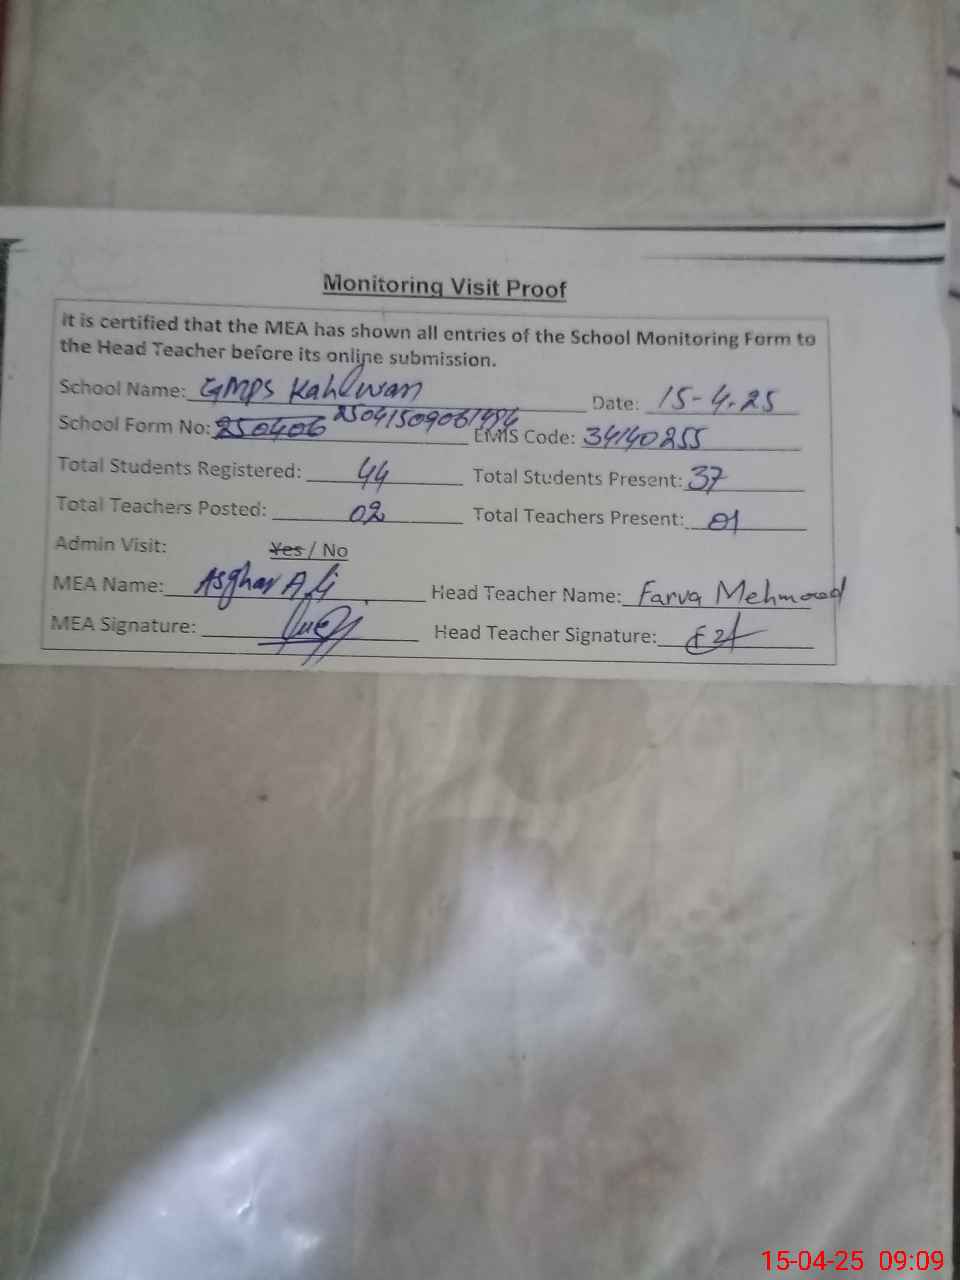 Monitoring Visit Proof
it is certified that the MEA has shown all entries of the School Monitoring Form to
the Head Teacher before its online submission.
School Name: GMPS Kahlwan Date: 15-4-25
School Form No: 250406 25041509061484 EMIS Code: 34140255
Total Students Registered: 44 Total Students Present: 37
Total Teachers Posted: 02 Total Teachers Present: 01
Admin Visit: Yes / No
MEA Name: Asghar Ali Head Teacher Name: Farva Mehmood
MEA Signature: Head Teacher Signature:
15-04-25 09:09